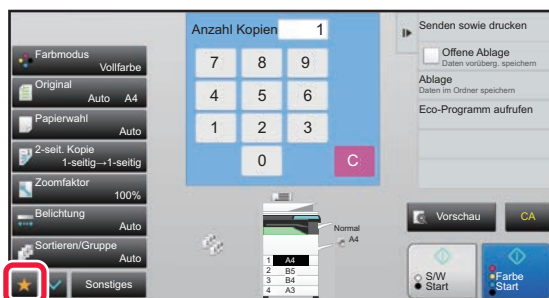 Farbmodus
Vollfarbe
Original
Auto A4
Papierwahl
Auto
2-seit. Kopie
1-seitig→1-seitig
Zoomfaktor
100%
Belichtung
Auto
Sortieren/Gruppe
Auto
Sonstiges
Anzahl Kopien 1
7 8 9
4 5 6
1 2 3
0 C
Normal
A4
1 A4
2 B5
3 B4
4 A3
Senden sowie drucken
Offene Ablage
Daten vorüberg. speichern
Ablage
Daten im Ordner speichern
Eco-Programm aufrufen
Vorschau CA
S/W
Start
Farbe
Start